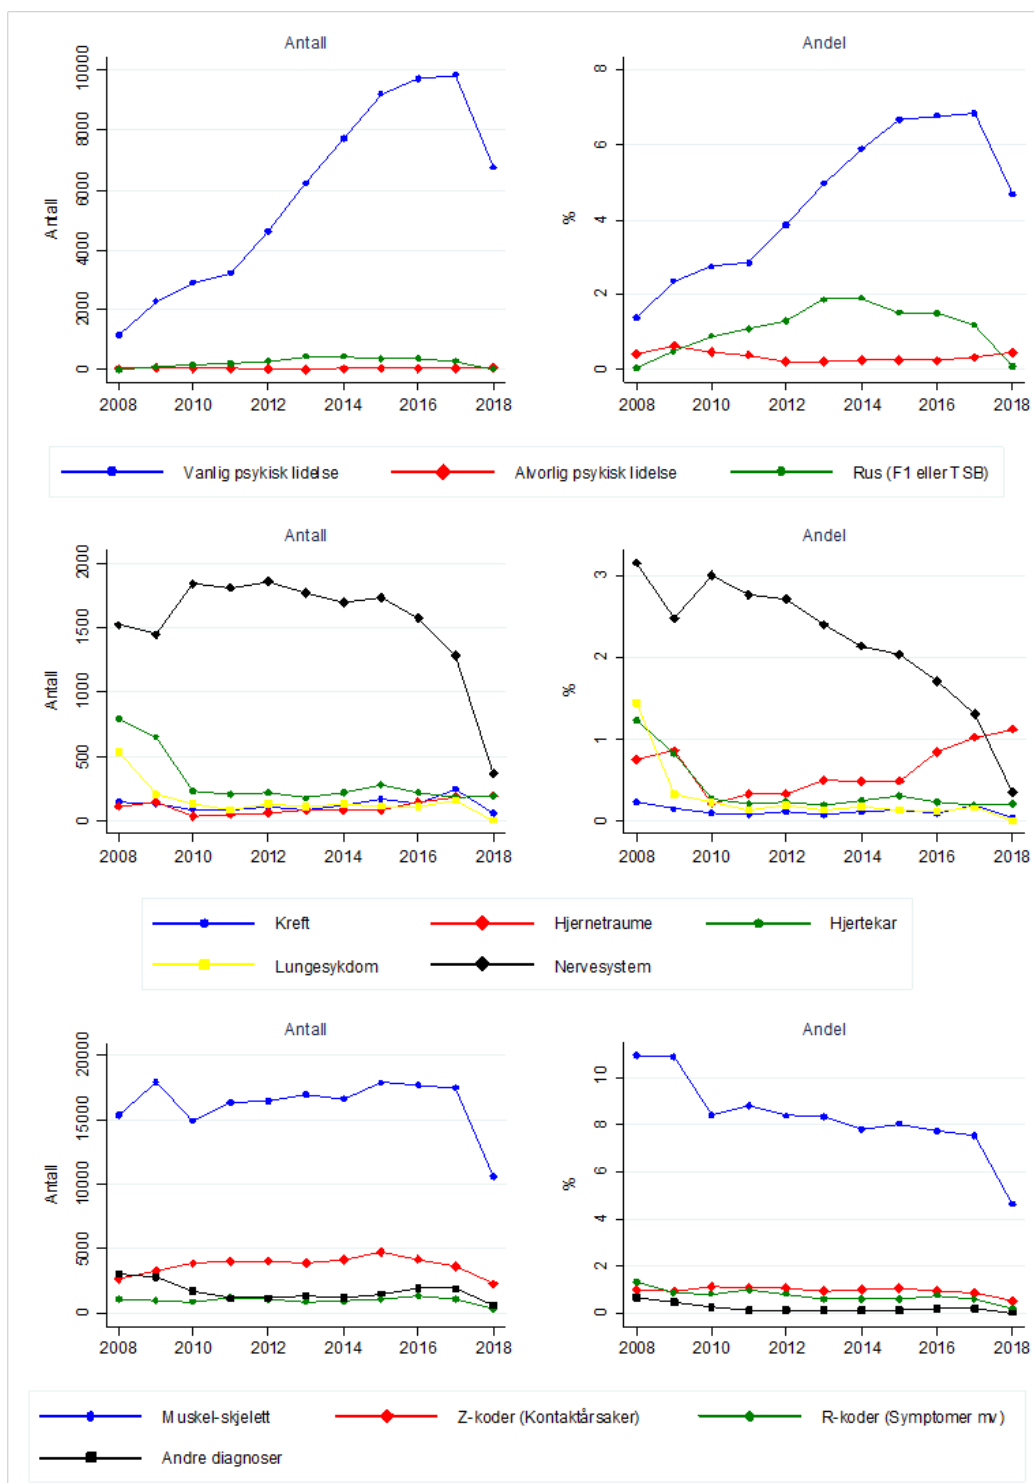 Antall Andel
10000
8000
6000
4000
2000
0
Antall
8
6
4
2
0
%
2008 2010 2012 2014 2016 2018 2008 2010 2012 2014 2016 2018
Vanlig psykisk lidelse Alvorlig psykisk lidelse Rus (F1 eller TSB)
Antall Andel
2000
1500
1000
500
0
Antall
3
2
1
0
%
2008 2010 2012 2014 2016 2018 2008 2010 2012 2014 2016 2018
Kreft Hjernetraume Hjertekar
Lungesykdom Nervesystem
Antall Andel
20000
15000
10000
5000
0
Antall
10
8
6
4
2
0
%
2008 2010 2012 2014 2016 2018 2008 2010 2012 2014 2016 2018
Muskel-skjelett Z-koder (Kontaktårsaker) R-koder (Symptomer mv)
Andre diagnoser